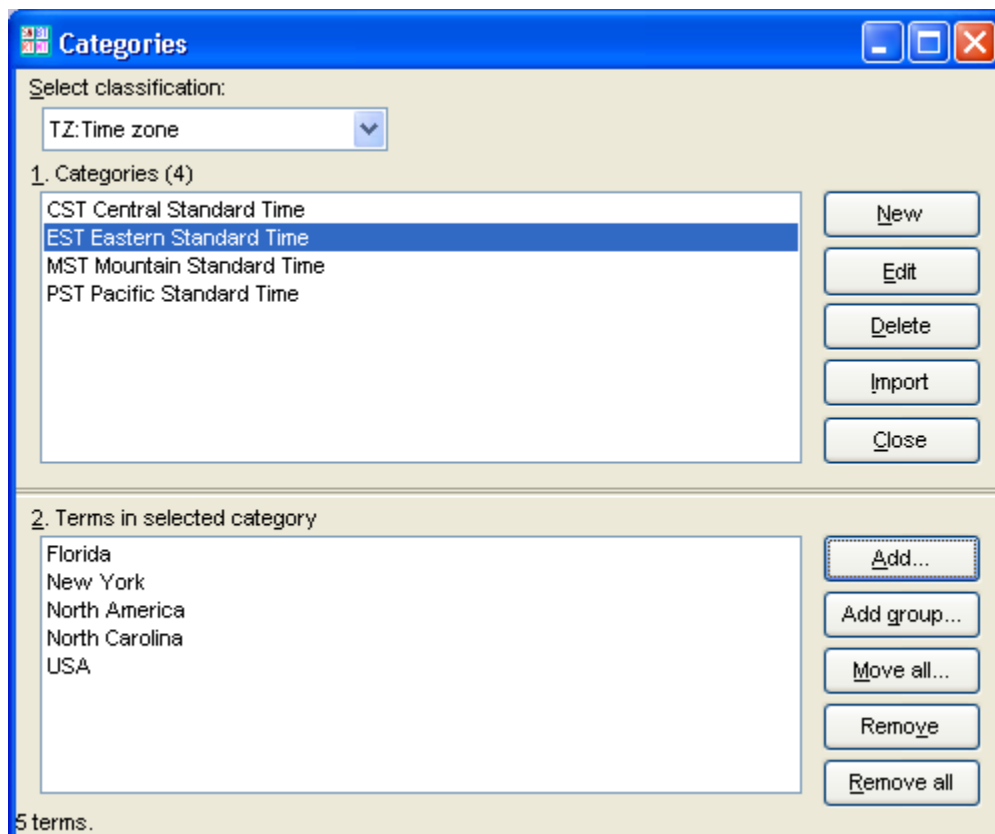 Categories
Select classification:
TZ:Time zone
1. Categories (4)
CST Central Standard Time
EST Eastern Standard Time
MST Mountain Standard Time
PST Pacific Standard Time
New
Edit
Delete
Import
Close
2. Terms in selected category
Florida
New York
North America
North Carolina
USA
Add...
Add group...
Move all...
Remove
Remove all
5 terms.